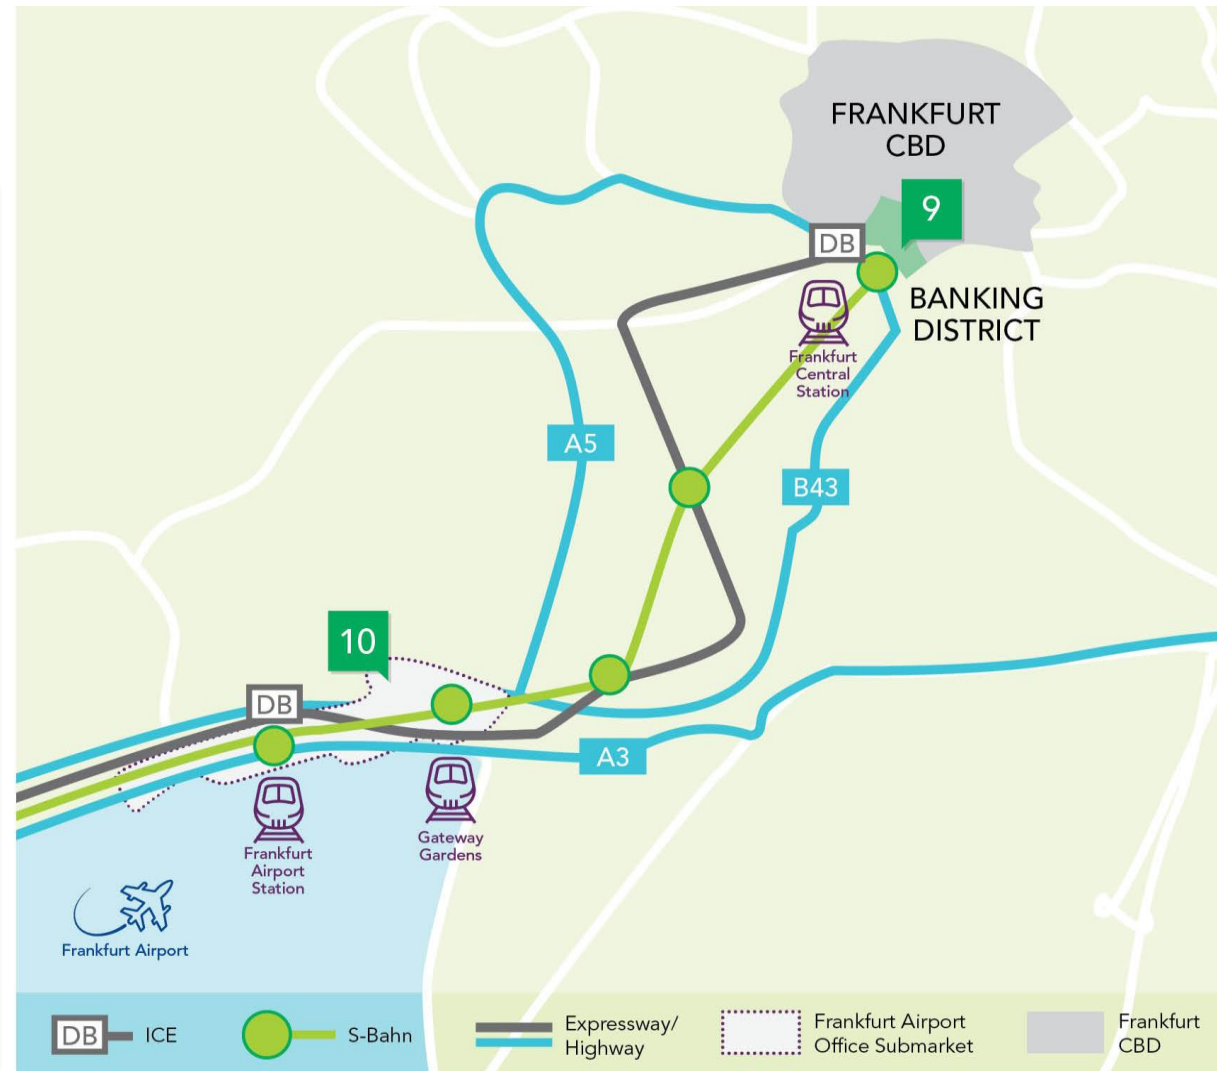 FRANKFURT
CBD
9
DB
BANKING
DISTRICT
Frankfurt
Central
Station
A5
B43
10
DB
A3
Gateway
Gardens
Frankfurt
Airport
Station
Frankfurt Airport
DB
ICE
S-Bahn
Expressway/
Highway
Frankfurt Airport
Office Submarket
Frankfurt
CBD